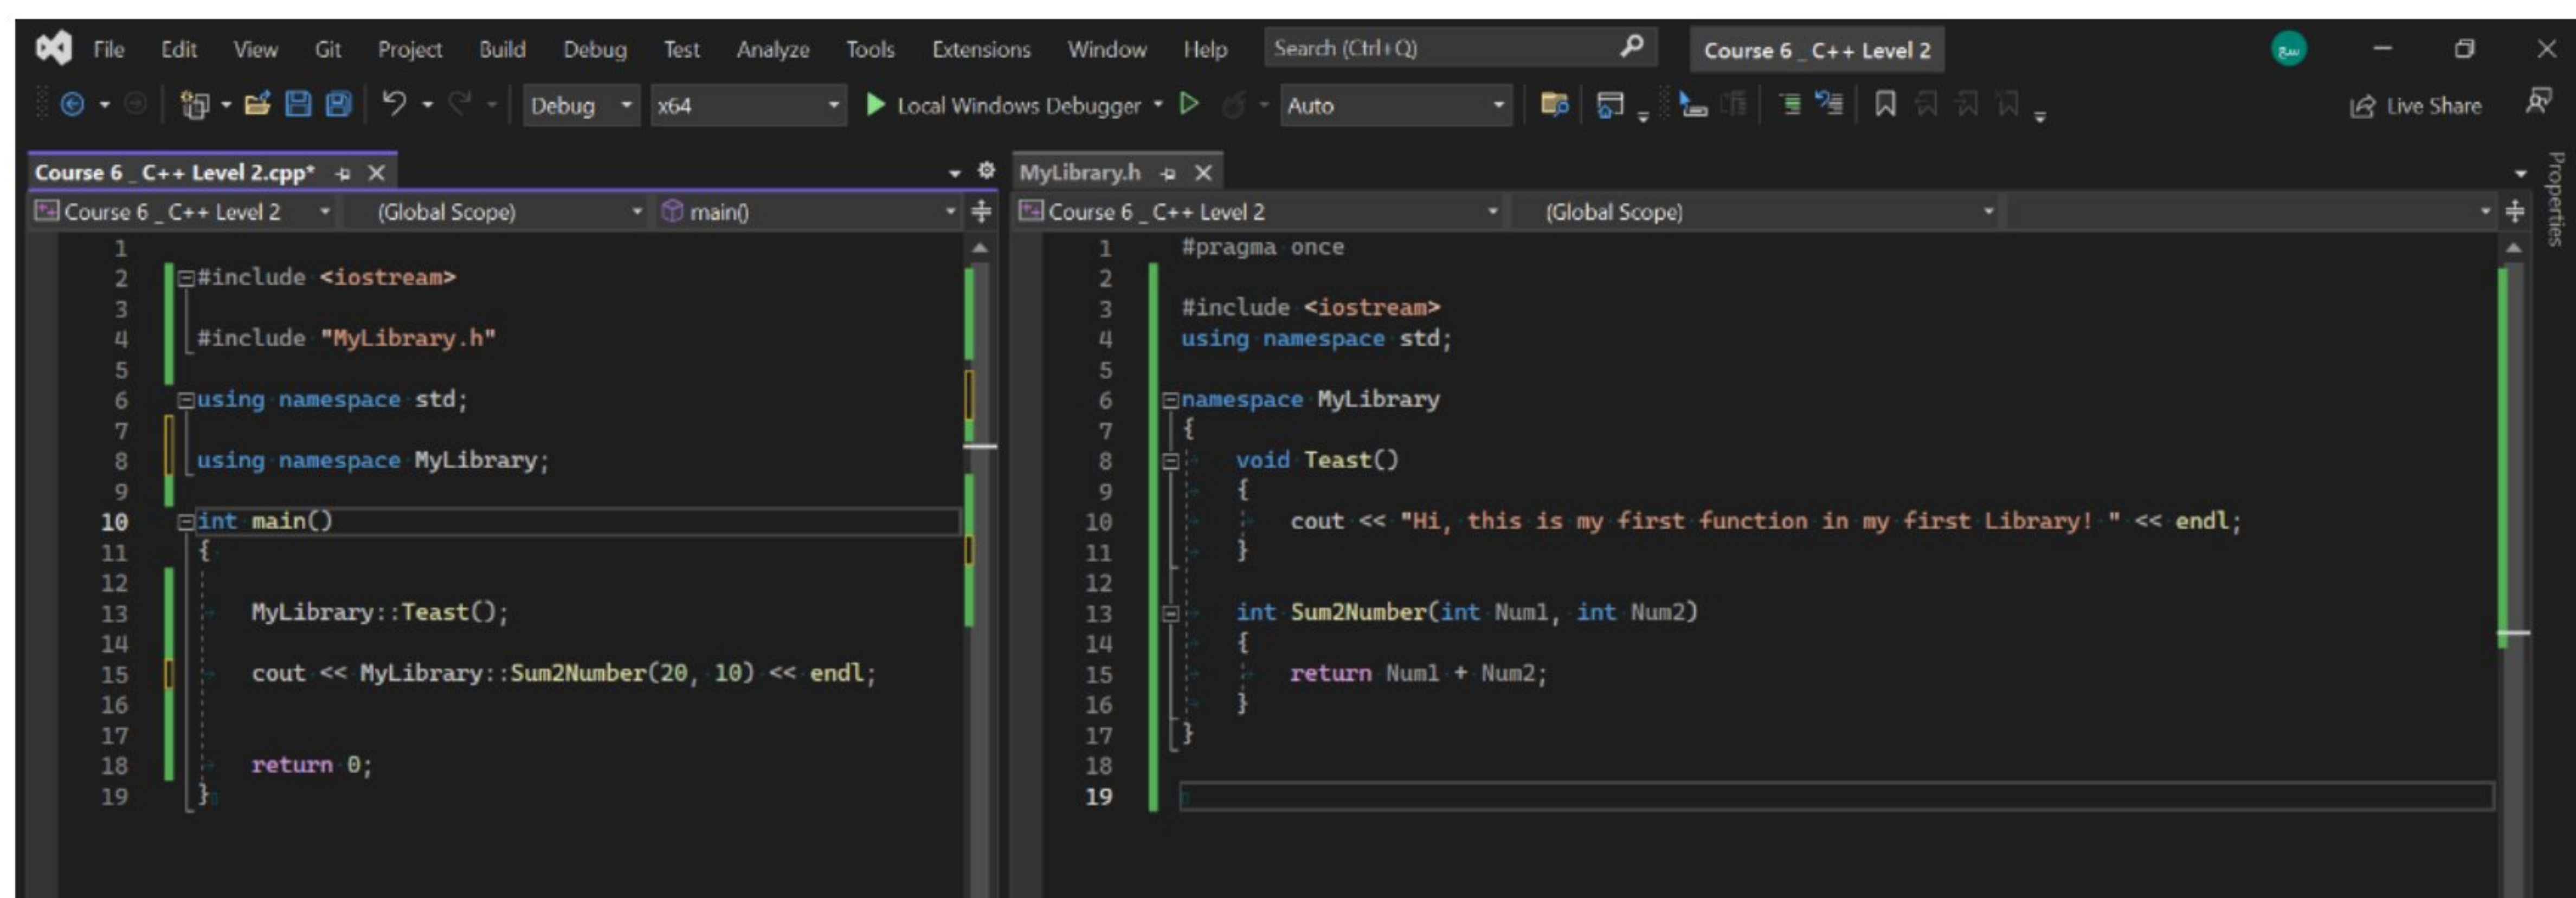 File Edit View Git Project Build Debug Test Analyze Tools Extensions Window Help Search (Ctrl+Q) Course 6 _ C++ Level 2 سج
Debug x64 Local Windows Debugger Auto Live Share
Course 6 _ C++ Level 2.cpp*
Course 6 _ C++ Level 2 (Global Scope) main()
1
2 #include <iostream>
3
4 #include "MyLibrary.h"
5
6 using namespace std;
7
8 using namespace MyLibrary;
9
10 int main()
11 {
12
13 MyLibrary::Teast();
14
15 cout << MyLibrary::Sum2Number(20, 10) << endl;
16
17
18 return 0;
19 }
MyLibrary.h
Course 6 _ C++ Level 2 (Global Scope)
1 #pragma once
2
3 #include <iostream>
4 using namespace std;
5
6 namespace MyLibrary
7 {
8 void Teast()
9 {
10 cout << "Hi, this is my first function in my first Library! " << endl;
11 }
12
13 int Sum2Number(int Num1, int Num2)
14 {
15 return Num1 + Num2;
16 }
17 }
18
19
Properties